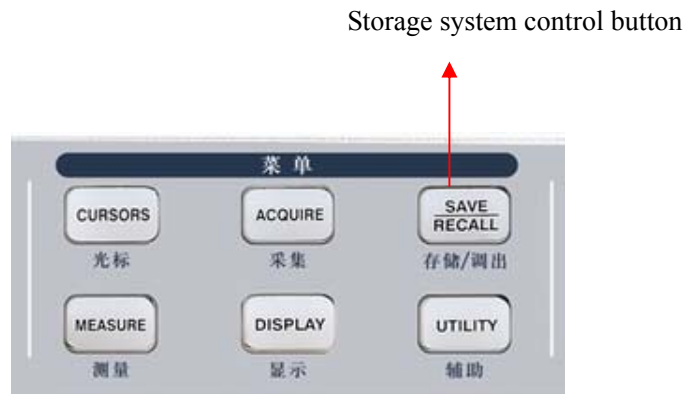 Storage system control button
菜单
CURSORS
ACQUIRE
SAVE
RECALL
光标
采集
存储/调出
MEASURE
DISPLAY
UTILITY
测量
显示
辅助